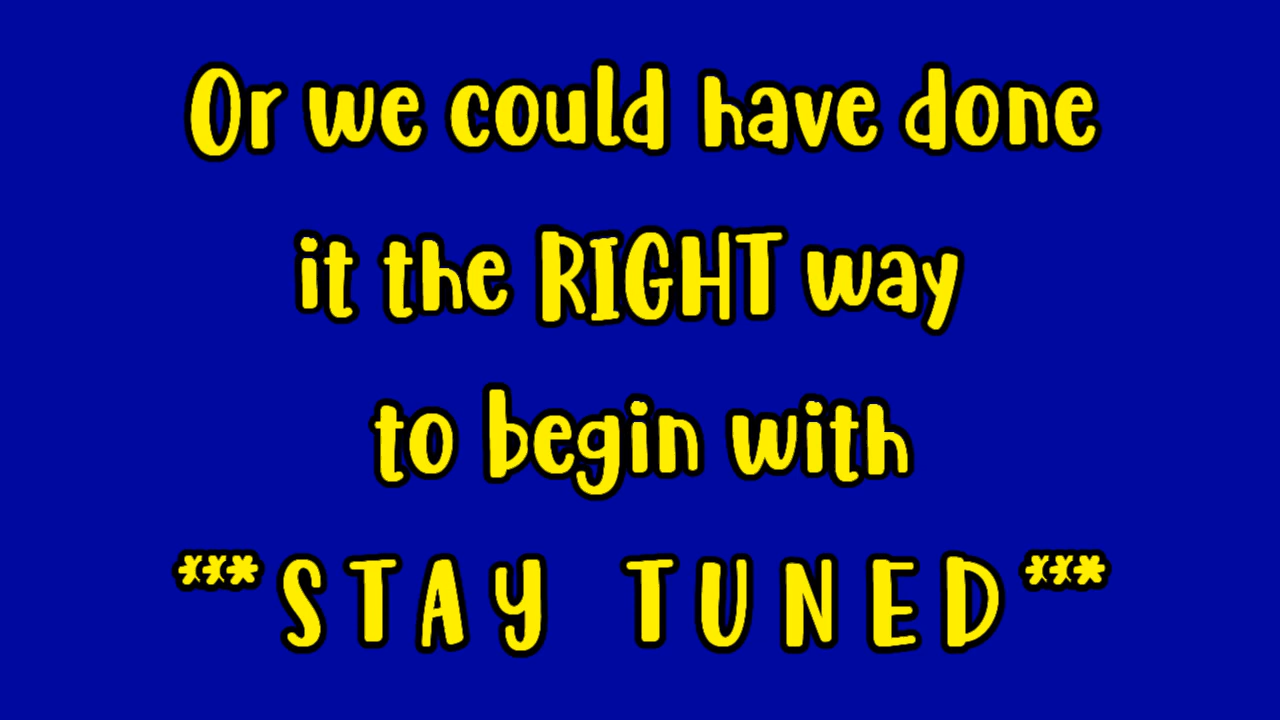 Or we could have done
it the RIGHT way
to begin with
***STAY TUNED***